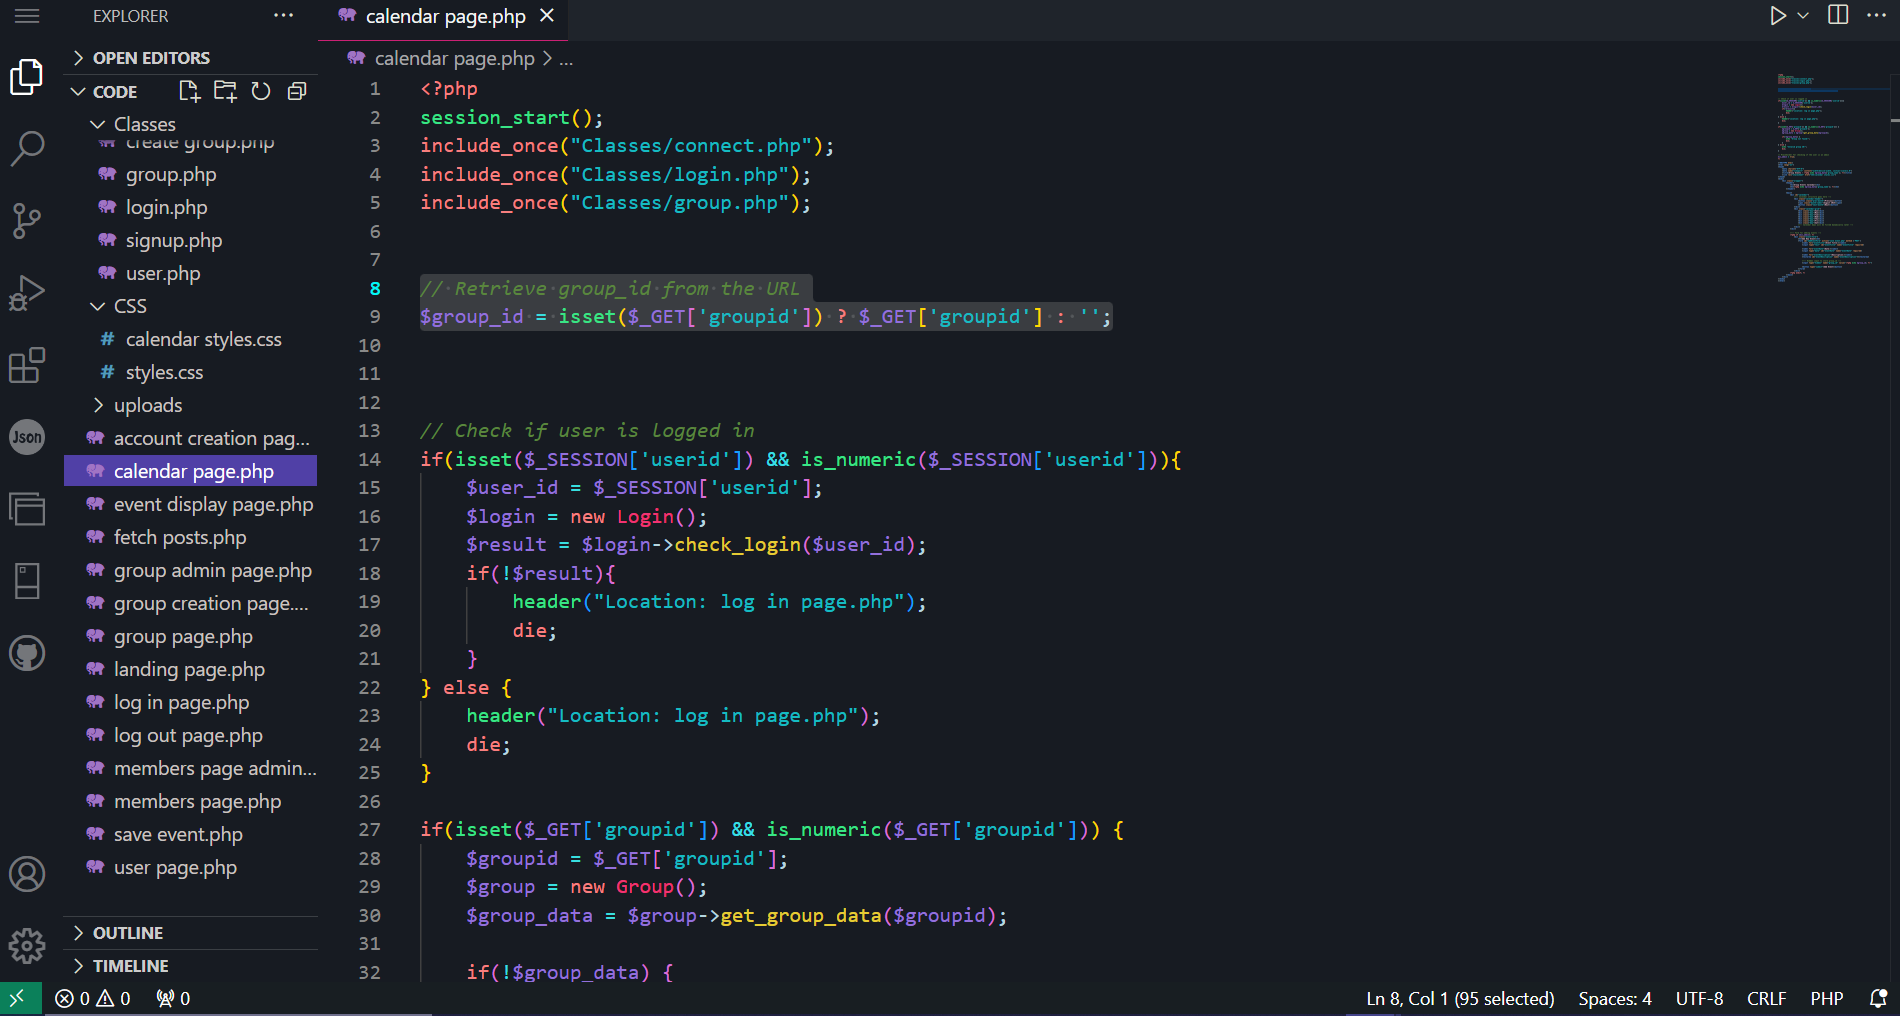 EXPLORER
calendar page.php
OPEN EDITORS
CODE
Classes
create group.php
group.php
login.php
signup.php
user.php
CSS
# calendar styles.css
# styles.css
uploads
account creation pag...
calendar page.php
event display page.php
fetch posts.php
group admin page.php
group creation page....
group page.php
landing page.php
log in page.php
log out page.php
members page admin...
members page.php
save event.php
user page.php
OUTLINE
TIMELINE
Json
calendar page.php > ...
1 <?php
2 session_start();
3 include_once("Classes/connect.php");
4 include_once("Classes/login.php");
5 include_once("Classes/group.php");
6
7
8 // Retrieve group_id from the URL
9 $group_id = isset($_GET['groupid']) ? $_GET['groupid'] : '';
10
11
12
13 // Check if user is logged in
14 if(isset($_SESSION['userid']) && is_numeric($_SESSION['userid'])){
15 $user_id = $_SESSION['userid'];
16 $login = new Login();
17 $result = $login->check_login($user_id);
18 if(!$result){
19 header("Location: log in page.php");
20 die;
21 }
22 } else {
23 header("Location: log in page.php");
24 die;
25 }
26
27 if(isset($_GET['groupid']) && is_numeric($_GET['groupid'])) {
28 $groupid = $_GET['groupid'];
29 $group = new Group();
30 $group_data = $group->get_group_data($groupid);
31
32 if(!$group_data) {
0 0 0
Ln 8, Col 1 (95 selected) Spaces: 4 UTF-8 CRLF PHP